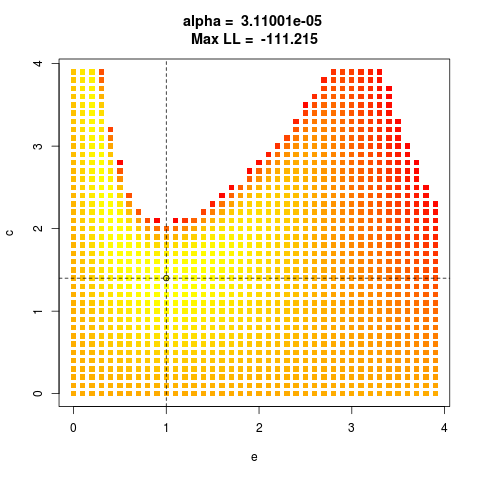 alpha =  3.11001e-05
Max LL =  -111.215
4
3
2
1
0
c
0
1
2
3
4
e